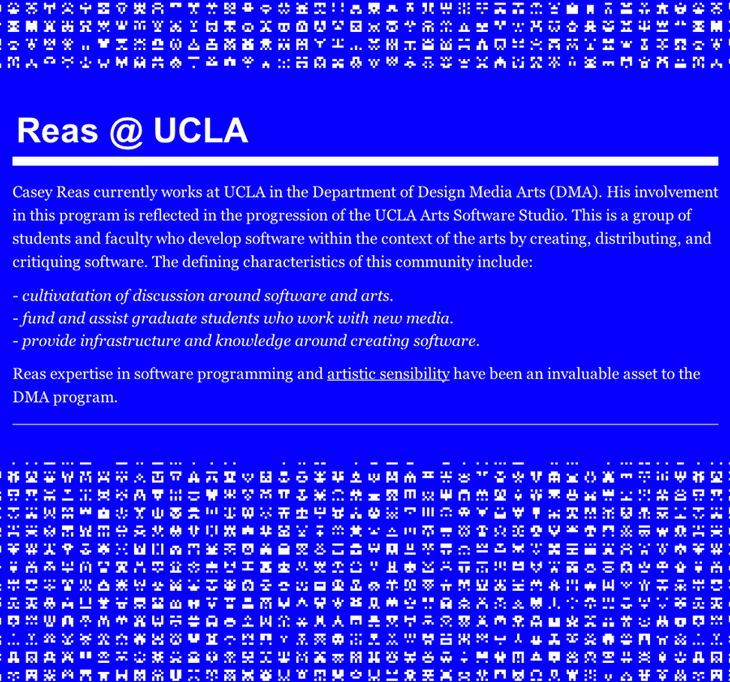 Reas @ UCLA
Casey Reas currently works at UCLA in the Department of Design Media Arts (DMA). His involvement
in this program is reflected in the progression of the UCLA Arts Software Studio. This is a group of
students and faculty who develop software within the context of the arts by creating, distributing, and
critiquing software. The defining characteristics of this community include:
- cultivatation of discussion around software and arts.
- fund and assist graduate students who work with new media.
- provide infrastructure and knowledge around creating software.
Reas expertise in software programming and artistic sensibility have been an invaluable asset to the
DMA program.